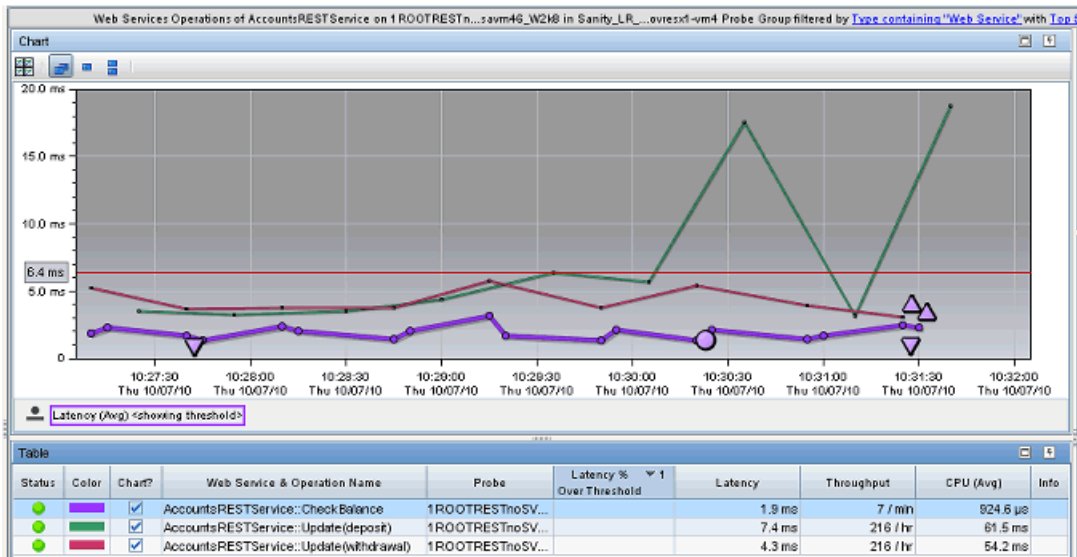 Web Services Operations of AccountsRESTService on 1ROOTRESTn...savm46_W2k8 in Sanity_LR_...ovresx1-vm4 Probe Group filtered by Type containing "Web Service" with Top
Chart
20.0 ms
15.0 ms
10.0 ms
6.4 ms
5.0 ms
0
10:27:30 10:28:00 10:28:30 10:29:00 10:29:30 10:30:00 10:30:30 10:31:00 10:31:30 10:32:00
Thu 10/07/10 Thu 10/07/10 Thu 10/07/10 Thu 10/07/10 Thu 10/07/10 Thu 10/07/10 Thu 10/07/10 Thu 10/07/10 Thu 10/07/10 Thu 10/07/10
Latency (Avg) <showing threshold>
Table
Status Color Chart? Web Service & Operation Name Probe Latency % Over Threshold 1 Latency Throughput CPU (Avg) Info
AccountsRESTService::CheckBalance 1ROOTRESTnoSV... 1.9 ms 7 / min 924.6 µs
AccountsRESTService::Update(deposit) 1ROOTRESTnoSV... 7.4 ms 216 / hr 61.5 ms
AccountsRESTService::Update(withdrawal) 1ROOTRESTnoSV... 4.3 ms 216 / hr 54.2 ms